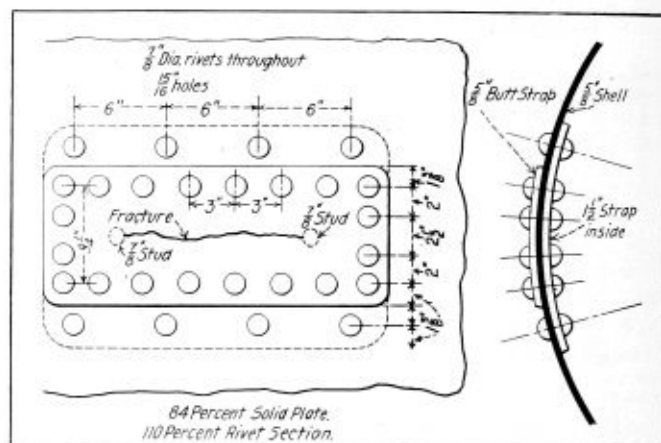 7/8" Dia. rivets throughout
15/16" holes
6" 6" 6"
5/8" Butt Strap
5/8" Shell
3" 3"
2"
Fracture
7/8" Stud
7/8" Stud
2"
1 1/2" Strap
inside
84 Percent Solid Plate.
110 Percent Rivet Section.